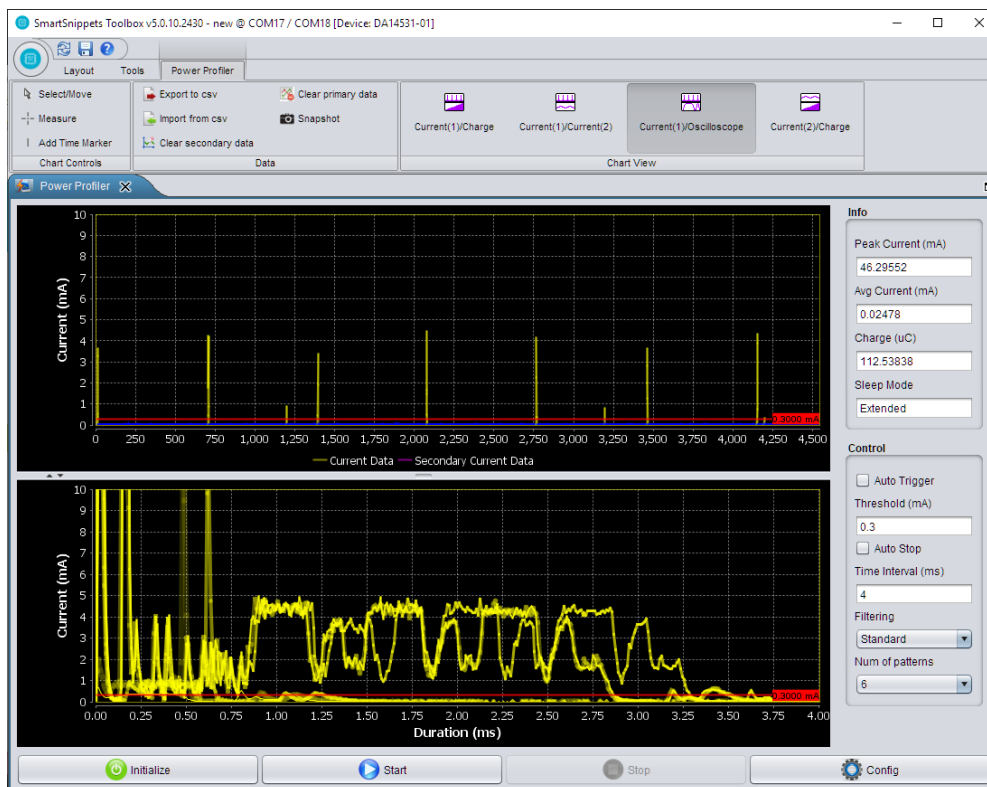 SmartSnippets Toolbox v5.0.10.2430 - new @ COM17 / COM18 [Device: DA14531-01]
Layout Tools Power Profiler
Select/Move
Measure
Add Time Marker
Chart Controls
Export to csv
Import from csv
Clear secondary data
Clear primary data
Snapshot
Data
Current(1)/Charge
Current(1)/Current(2)
Current(1)/Oscilloscope
Current(2)/Charge
Chart View
Power Profiler
10
9
8
7
6
5
4
3
2
1
0
Current (mA)
0.3000 mA
0 250 500 750 1,000 1,250 1,500 1,750 2,000 2,250 2,500 2,750 3,000 3,250 3,500 3,750 4,000 4,250 4,500
Current Data Secondary Current Data
10
9
8
7
6
5
4
3
2
1
0
Current (mA)
0.3000 mA
0.00 0.25 0.50 0.75 1.00 1.25 1.50 1.75 2.00 2.25 2.50 2.75 3.00 3.25 3.50 3.75 4.00
Duration (ms)
Info
Peak Current (mA)
46.29552
Avg Current (mA)
0.02478
Charge (uC)
112.53838
Sleep Mode
Extended
Control
Auto Trigger
Threshold (mA)
0.3
Auto Stop
Time Interval (ms)
4
Filtering
Standard
Num of patterns
6
Initialize
Start
Stop
Config